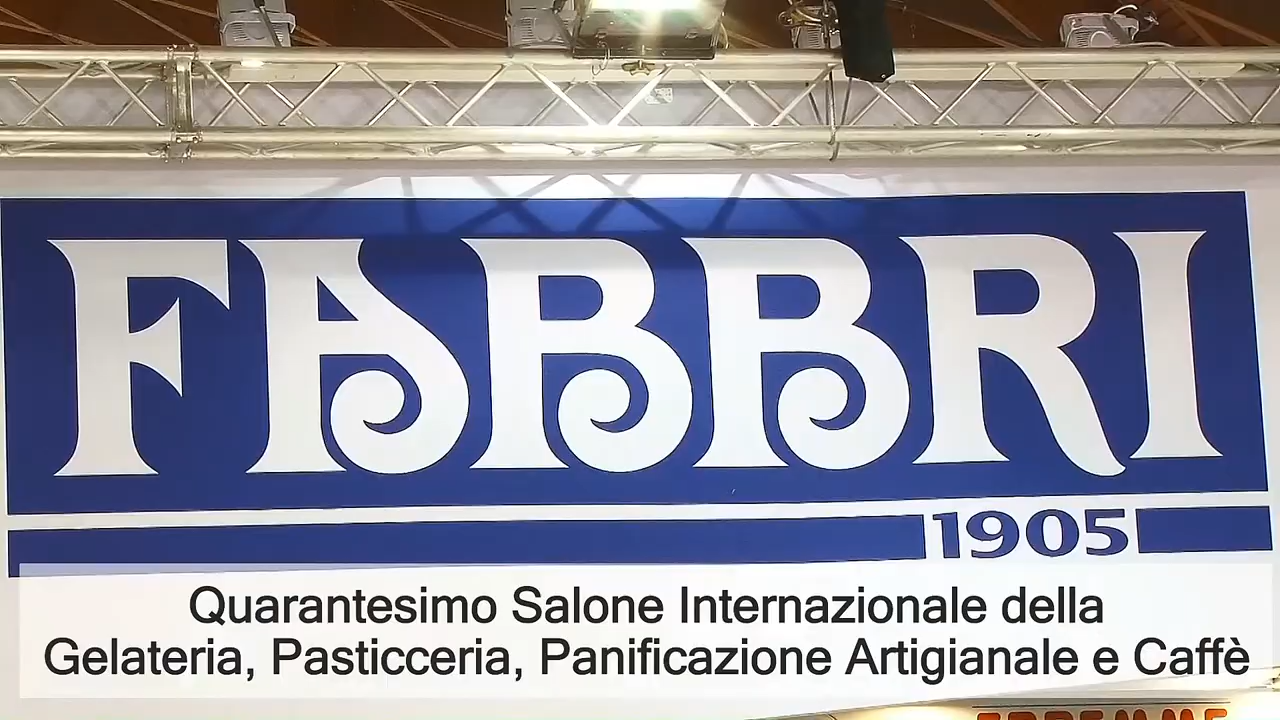 FABBRI
1905
Quarantesimo Salone Internazionale della
Gelateria, Pasticceria, Panificazione Artigianale e Caffè